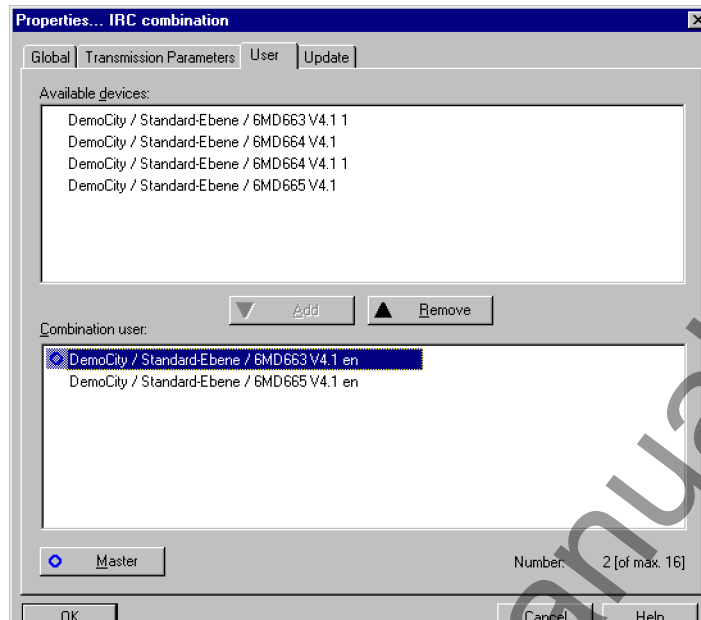 Properties... IRC combination
Global Transmission Parameters User Update
Available devices:
DemoCity / Standard-Ebene / 6MD663 V4.1 1
DemoCity / Standard-Ebene / 6MD664 V4.1
DemoCity / Standard-Ebene / 6MD664 V4.1 1
DemoCity / Standard-Ebene / 6MD665 V4.1
Add Remove
Combination user:
DemoCity / Standard-Ebene / 6MD663 V4.1 en
DemoCity / Standard-Ebene / 6MD665 V4.1 en
Master Number: 2 [of max. 16]
OK Cancel Help